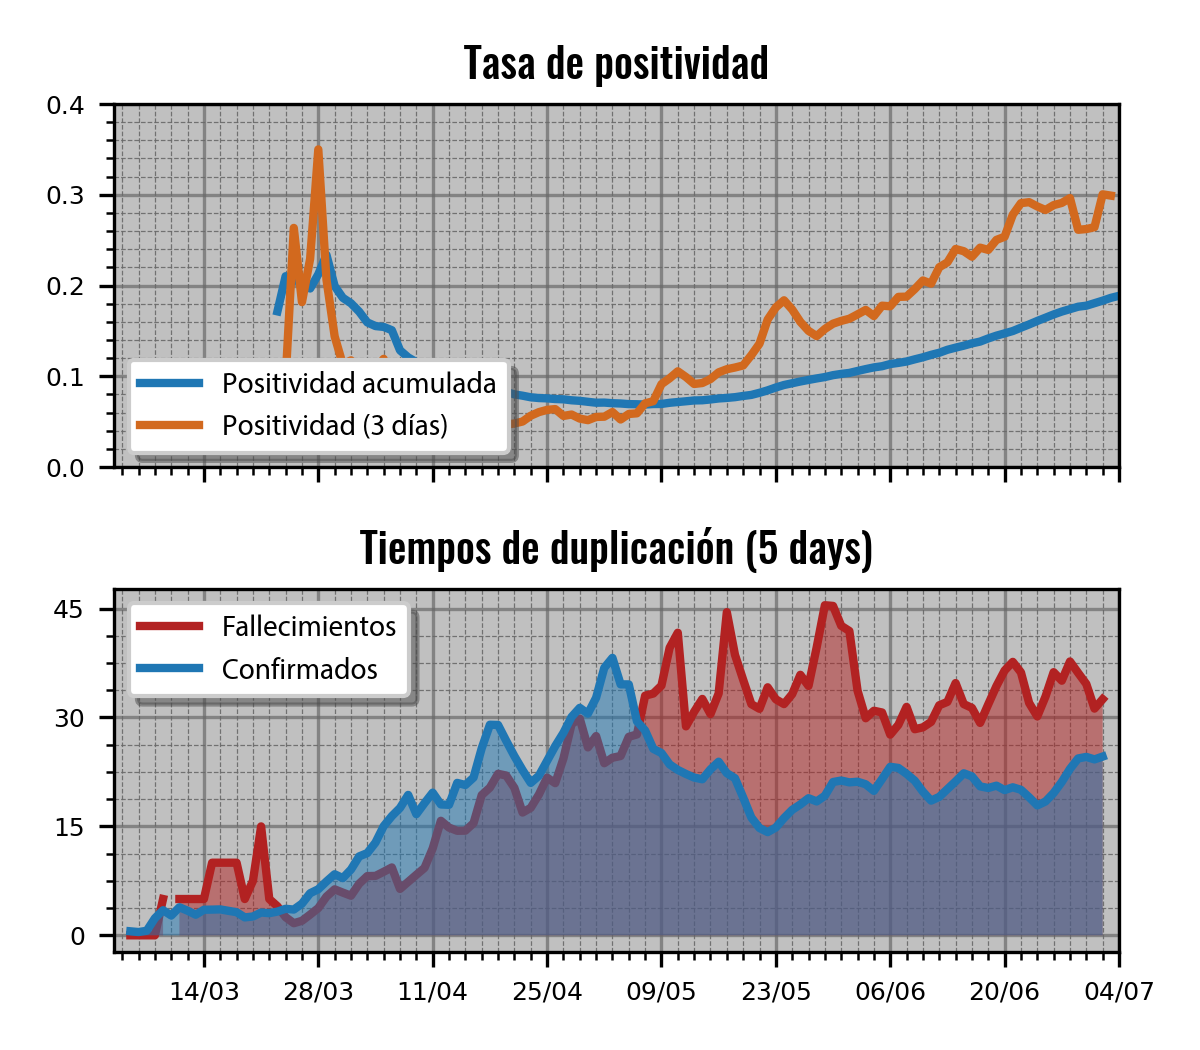 Tasa de positividad
0.4
0.3
0.2
0.1
0.0
Positividad acumulada
Positividad (3 días)
Tiempos de duplicación (5 days)
45
30
15
0
Fallecimientos
Confirmados
14/03 28/03 11/04 25/04 09/05 23/05 06/06 20/06 04/07